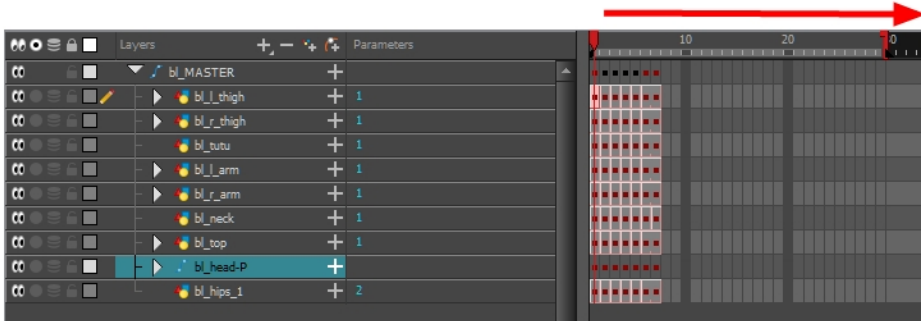 Layers Parameters 10 20 30
bl_MASTER
bl_l_thigh 1
bl_r_thigh 1
bl_tutu 1
bl_l_arm 1
bl_r_arm 1
bl_neck 1
bl_top 1
bl_head-P
bl_hips_1 2